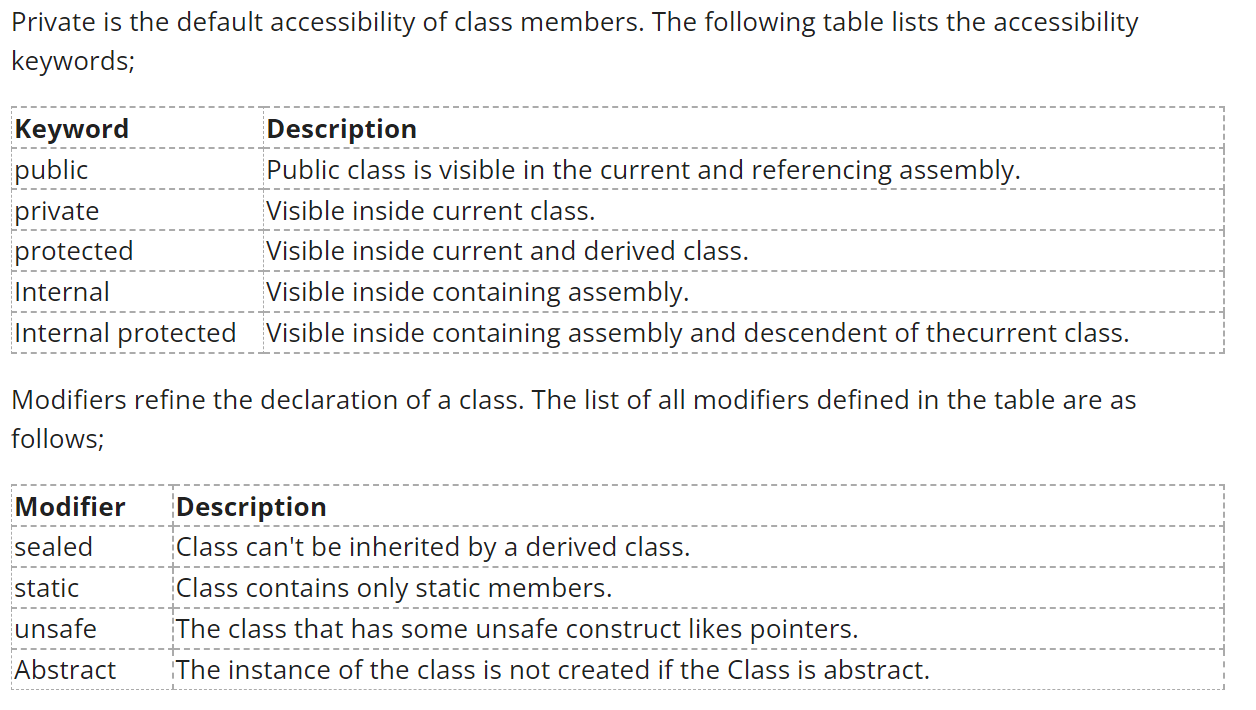 Private is the default accessibility of class members. The following table lists the accessibility
keywords;
Keyword Description
public Public class is visible in the current and referencing assembly.
private Visible inside current class.
protected Visible inside current and derived class.
Internal Visible inside containing assembly.
Internal protected Visible inside containing assembly and descendent of thecurrent class.
Modifiers refine the declaration of a class. The list of all modifiers defined in the table are as
follows;
Modifier Description
sealed Class can't be inherited by a derived class.
static Class contains only static members.
unsafe The class that has some unsafe construct likes pointers.
Abstract The instance of the class is not created if the Class is abstract.